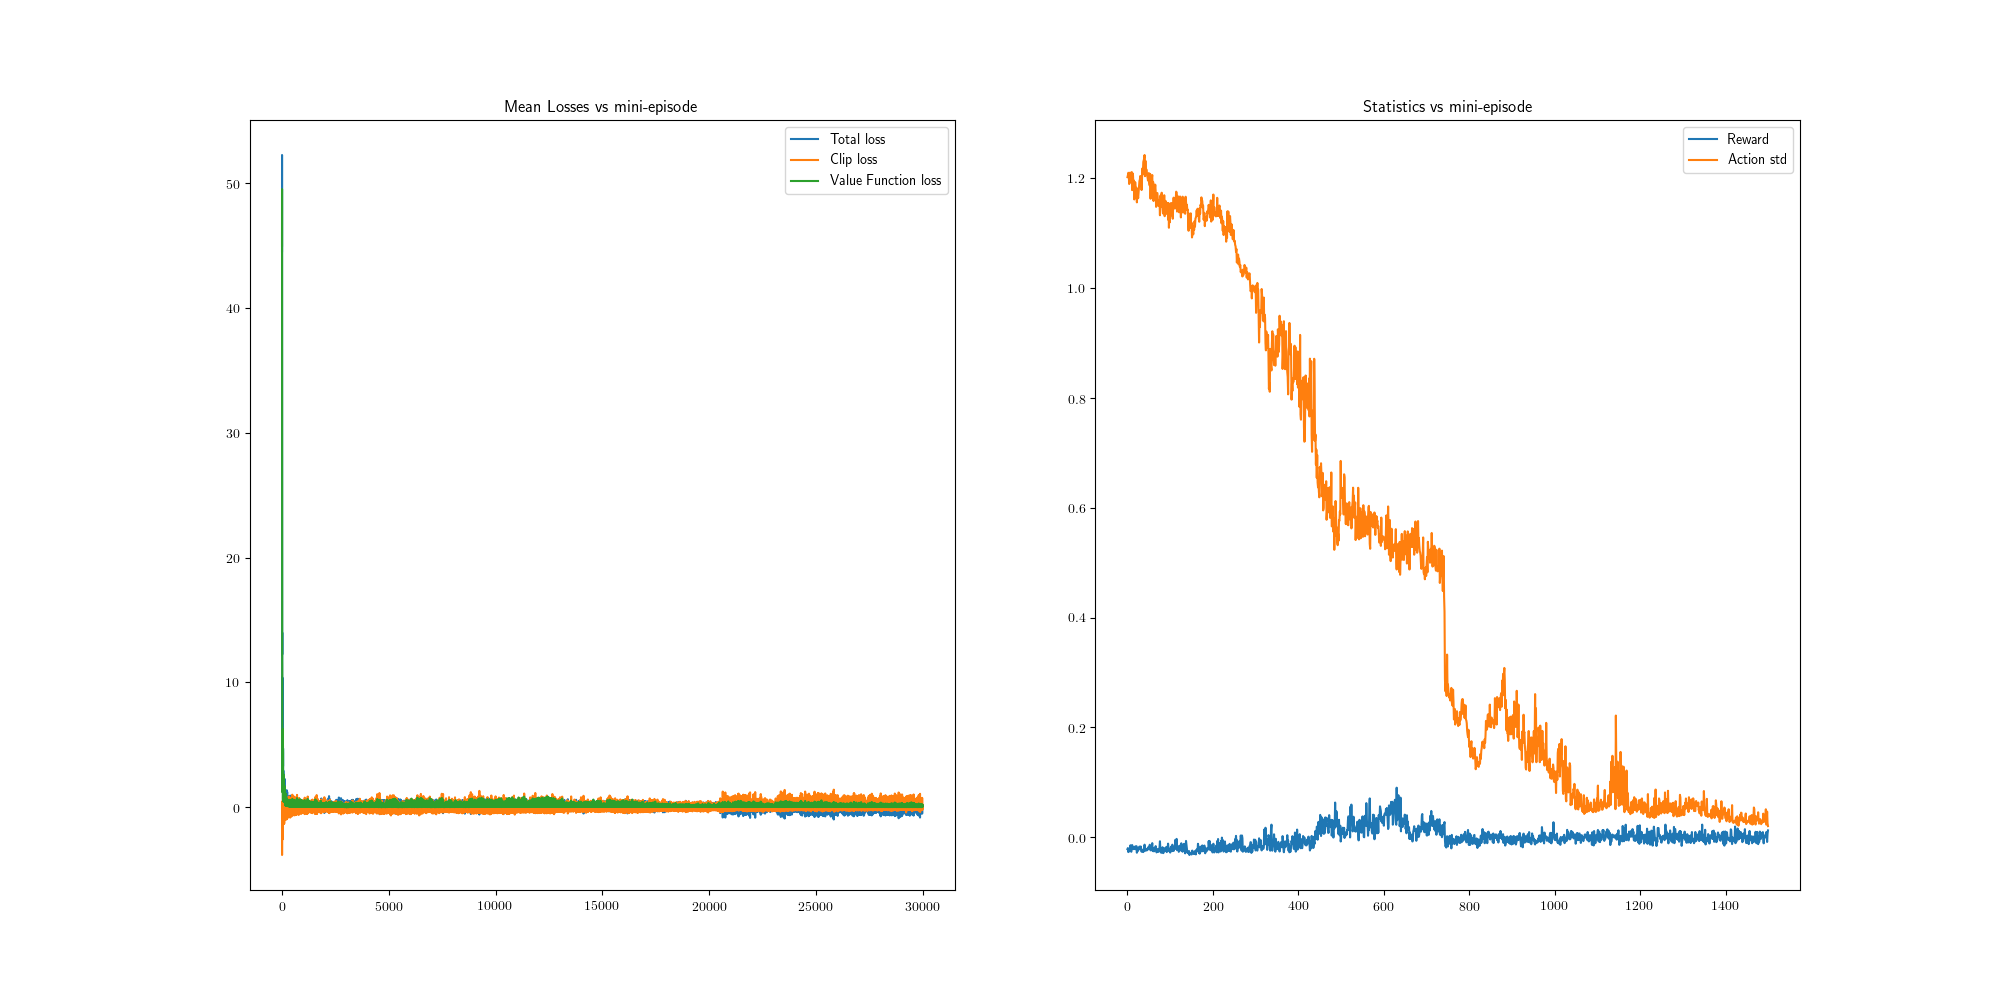 Mean Losses vs mini-episode
Total loss
Clip loss
Value Function loss
50
40
30
20
10
0
0 5000 10000 15000 20000 25000 30000
Statistics vs mini-episode
Reward
Action std
1.2
1.0
0.8
0.6
0.4
0.2
0.0
0 200 400 600 800 1000 1200 1400